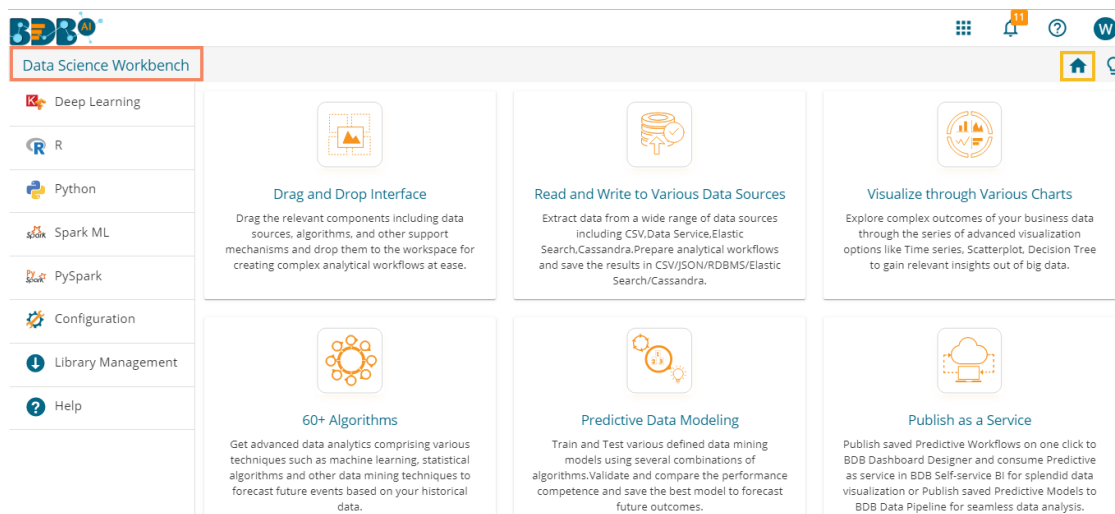 BDB AI
11
W
Data Science Workbench
Deep Learning
R
Python
Spark ML
PySpark
Configuration
Library Management
Help
Drag and Drop Interface
Drag the relevant components including data
sources, algorithms, and other support
mechanisms and drop them to the workspace for
creating complex analytical workflows at ease.
Read and Write to Various Data Sources
Extract data from a wide range of data sources
including CSV,Data Service,Elastic
Search,Cassandra.Prepare analytical workflows
and save the results in CSV/JSON/RDBMS/Elastic
Search/Cassandra.
Visualize through Various Charts
Explore complex outcomes of your business data
through the series of advanced visualization
options like Time series, Scatterplot, Decision Tree
to gain relevant insights out of big data.
60+ Algorithms
Get advanced data analytics comprising various
techniques such as machine learning, statistical
algorithms and other data mining techniques to
forecast future events based on your historical
data.
Predictive Data Modeling
Train and Test various defined data mining
models using several combinations of
algorithms.Validate and compare the performance
competence and save the best model to forecast
future outcomes.
Publish as a Service
Publish saved Predictive Workflows on one click to
BDB Dashboard Designer and consume Predictive
as service in BDB Self-service BI for splendid data
visualization or Publish saved Predictive Models to
BDB Data Pipeline for seamless data analysis.